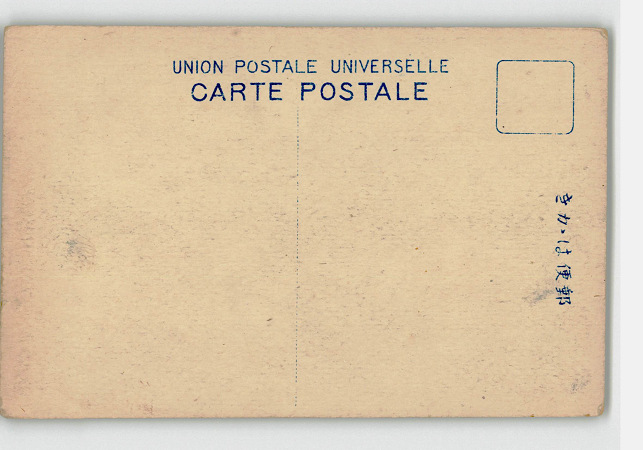 UNION POSTALE UNIVERSELLE
CARTE POSTALE
郵便はがき